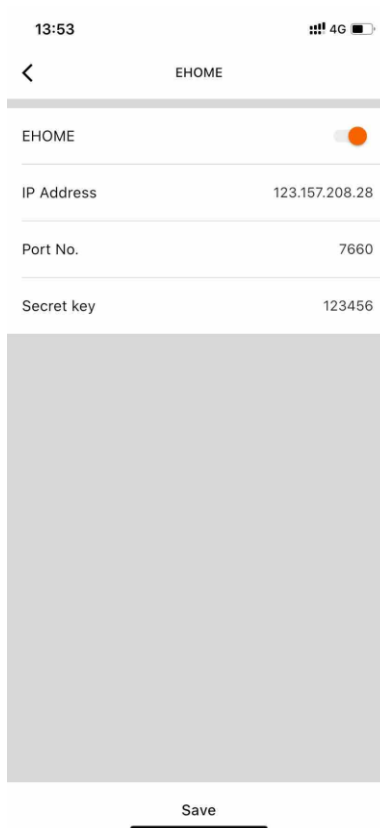 13:53 4G
EHOME
EHOME
IP Address 123.157.208.28
Port No. 7660
Secret key 123456
Save